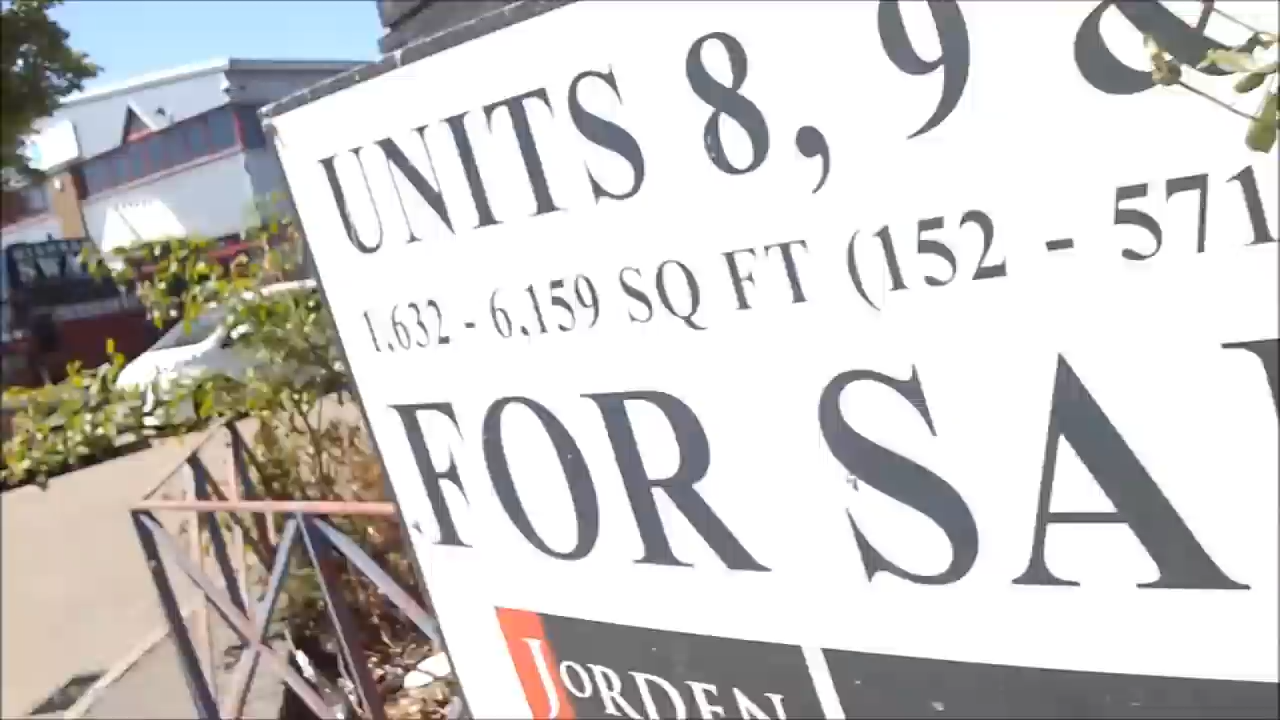 UNITS 8, 9 &
1,632 - 6,159 SQ FT (152 - 571
FOR SA
JORDEN